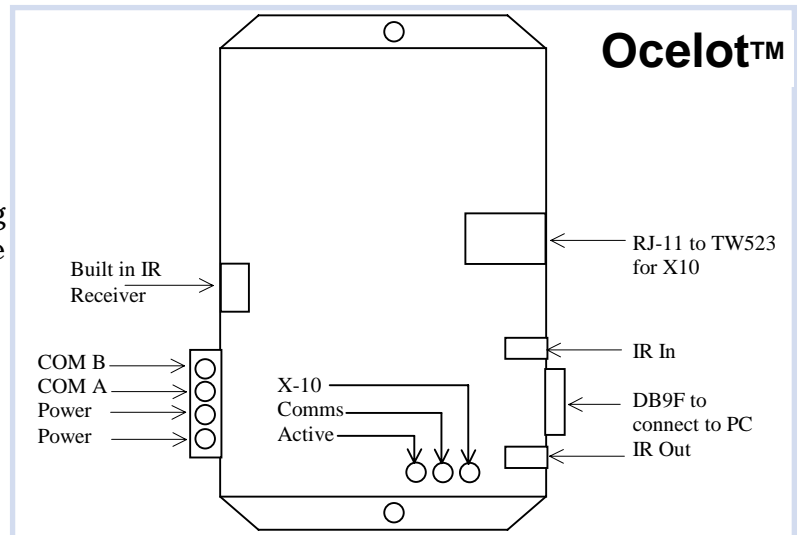 Ocelot™
g
e
Built in IR
Receiver
RJ-11 to TW523
for X10
COM B
COM A
Power
Power
X-10
Comms
Active
IR In
DB9F to
connect to PC
IR Out